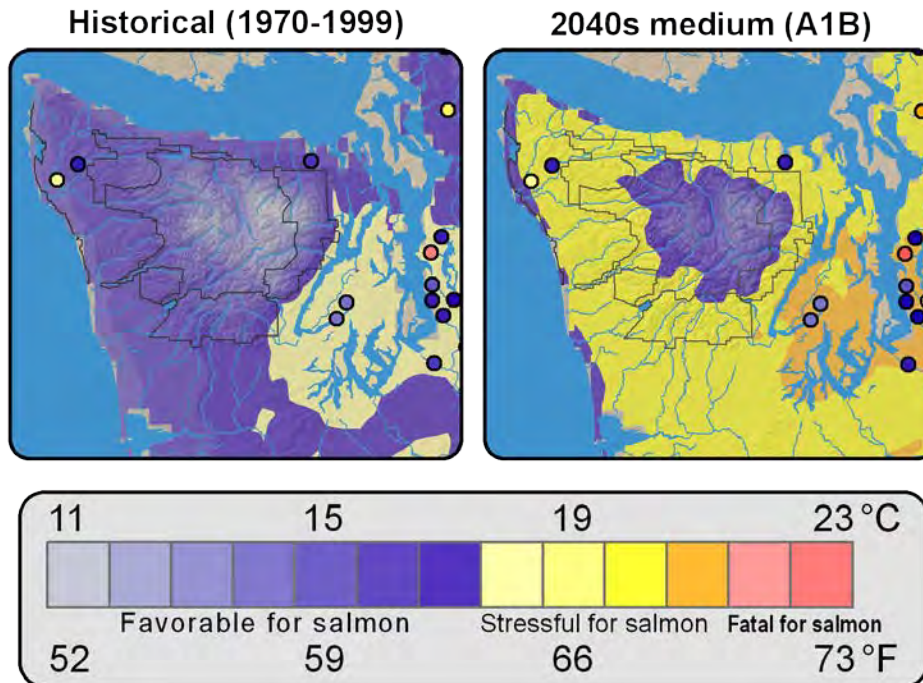 Historical (1970-1999)
2040s medium (A1B)
11 15 19 23 °C
Favorable for salmon Stressful for salmon Fatal for salmon
52 59 66 73 °F